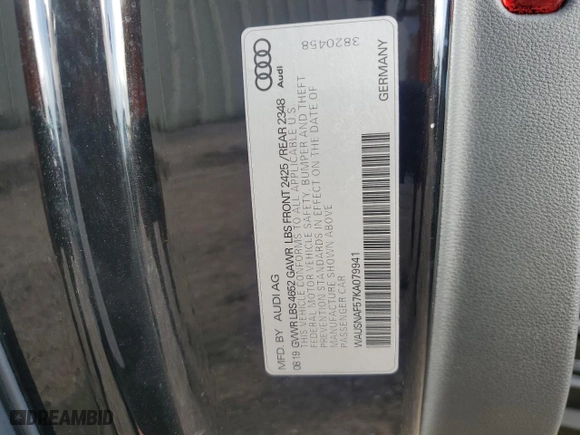 MFD. BY AUDI AG
08 19 GVWR LBS 4652 GAWR LBS FRONT 2425 /REAR 2348
THIS VEHICLE CONFORMS TO ALL APPLICABLE U.S.
FEDERAL MOTOR VEHICLE SAFETY, BUMPER AND THEFT
PREVENTION STANDARDS IN EFFECT ON THE DATE OF
MANUFACTURE SHOWN ABOVE
PASSENGER CAR
WAUSNAF57KA079941
GERMANY
Audi
3820458
DREAMBID